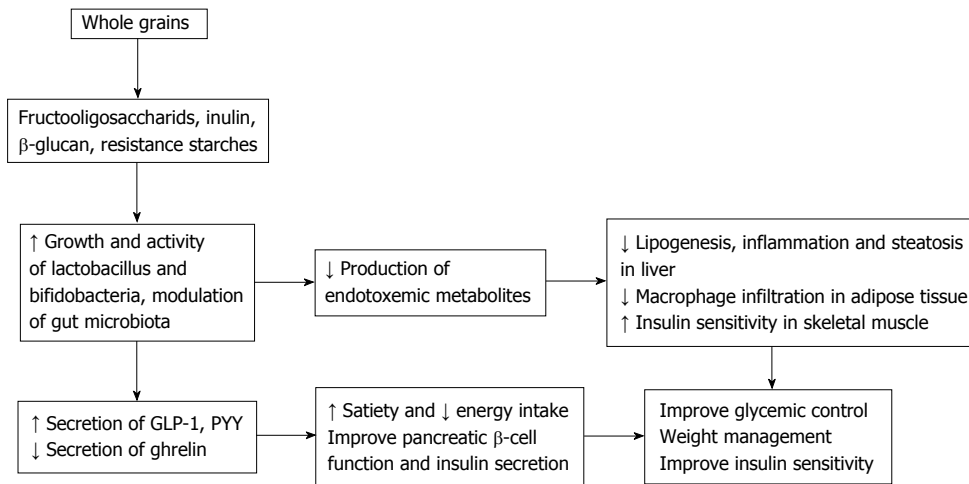 Whole grains
Fructooligosaccharids, inulin,
β-glucan, resistance starches
↑ Growth and activity
of lactobacillus and
bifidobacteria, modulation
of gut microbiota
↓ Production of
endotoxemic metabolites
↓ Lipogenesis, inflammation and steatosis
in liver
↓ Macrophage infiltration in adipose tissue
↑ Insulin sensitivity in skeletal muscle
↑ Secretion of GLP-1, PYY
↓ Secretion of ghrelin
↑ Satiety and ↓ energy intake
Improve pancreatic β-cell
function and insulin secretion
Improve glycemic control
Weight management
Improve insulin sensitivity